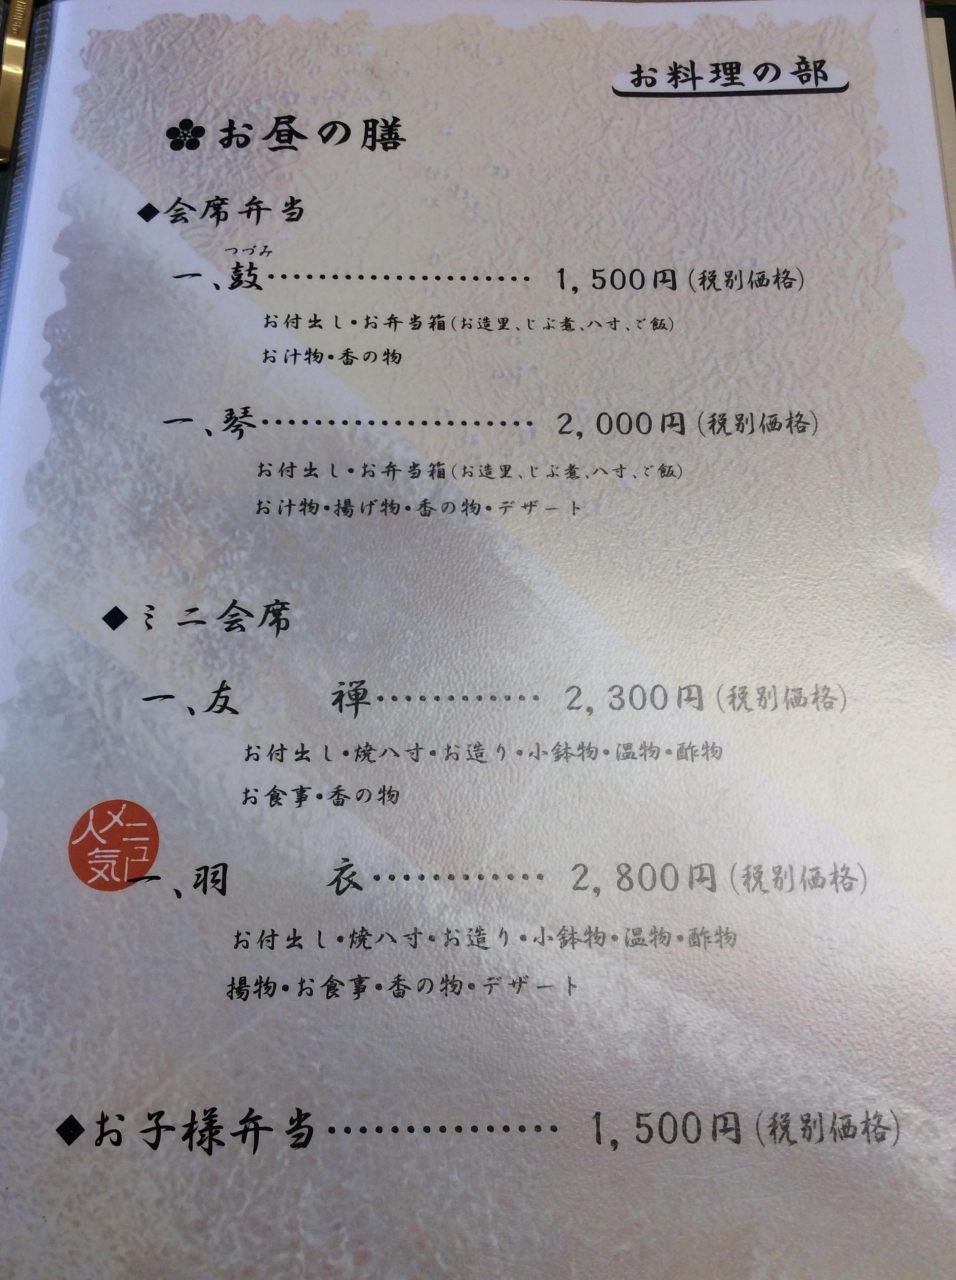 お料理の部
お昼の膳
◆会席弁当
つづみ
一、鼓・・・・・・・・・・・・・・・・・・・・ 1,500円(税別価格)
お付出し・お弁当箱(お造里、じぶ煮、八寸、ご飯)
お汁物・香の物
一、琴・・・・・・・・・・・・・・・・・・・・ 2,000円(税別価格)
お付出し・お弁当箱(お造里、じぶ煮、八寸、ご飯)
お汁物・揚げ物・香の物・デザート
◆ミニ会席
一、友 禅・・・・・・・・・・・・ 2,300円(税別価格)
お付出し・焼八寸・お造り・小鉢物・温物・酢物
お食事・香の物
人気メニュー
一、羽 衣・・・・・・・・・・・・ 2,800円(税別価格)
お付出し・焼八寸・お造り・小鉢物・温物・酢物
揚物・お食事・香の物・デザート
◆お子様弁当・・・・・・・・・・・・・・・ 1,500円(税別価格)